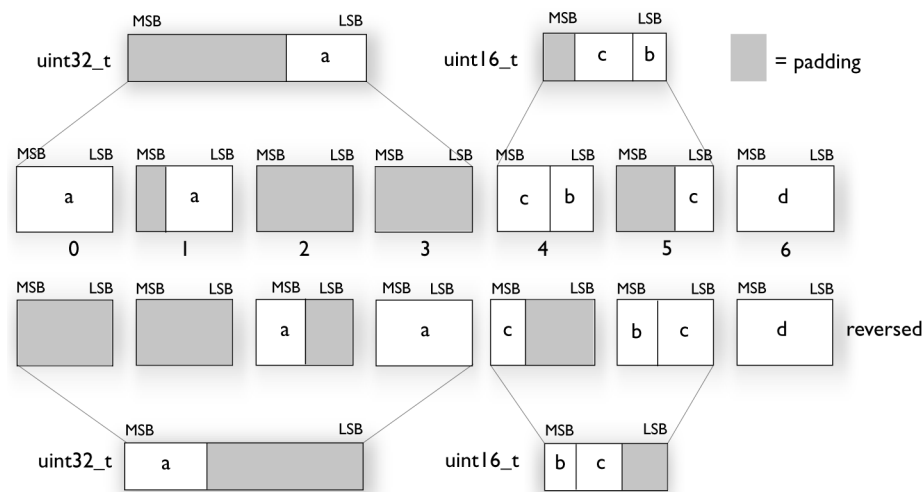 MSB LSB MSB LSB
uint32_t a uint16_t c b = padding
MSB LSB MSB LSB MSB LSB MSB LSB MSB LSB MSB LSB MSB LSB
a a c b c d
0 1 2 3 4 5 6
MSB LSB MSB LSB MSB LSB MSB LSB MSB LSB MSB LSB MSB LSB
a a c b c d reversed
MSB LSB MSB LSB
uint32_t a uint16_t b c